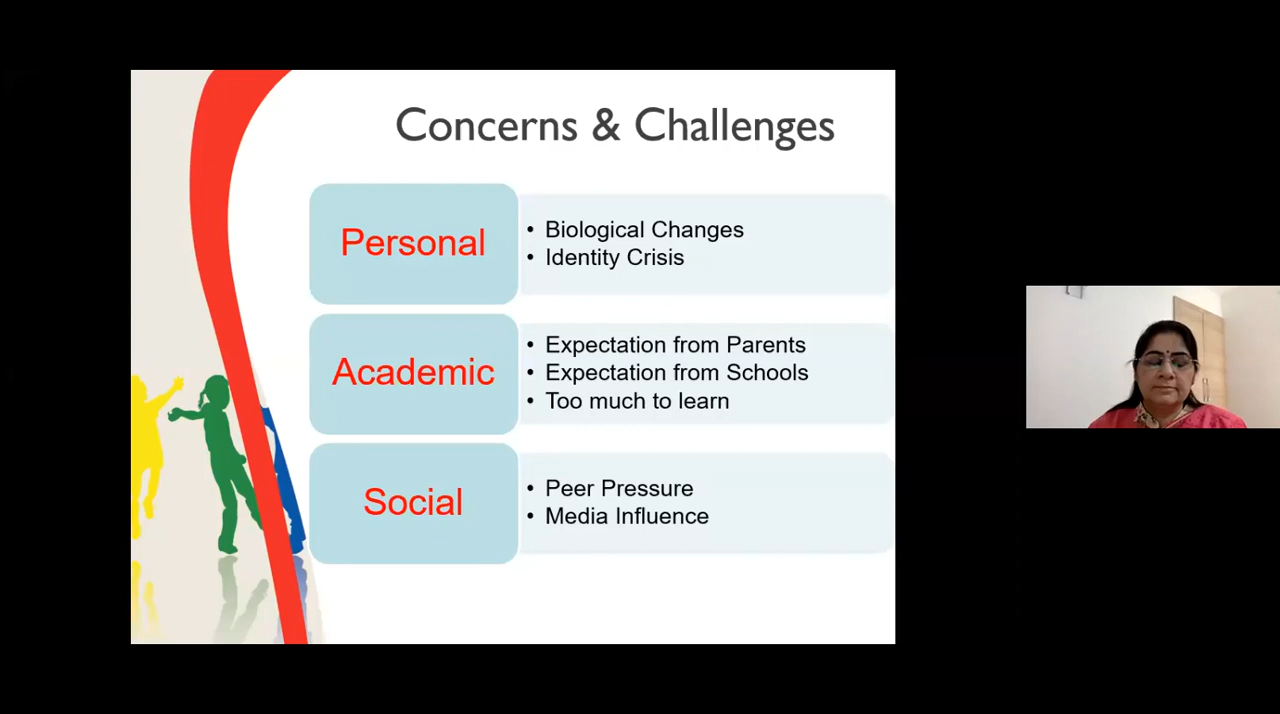 Concerns & Challenges
Personal
• Biological Changes
• Identity Crisis
Academic
• Expectation from Parents
• Expectation from Schools
• Too much to learn
Social
• Peer Pressure
• Media Influence